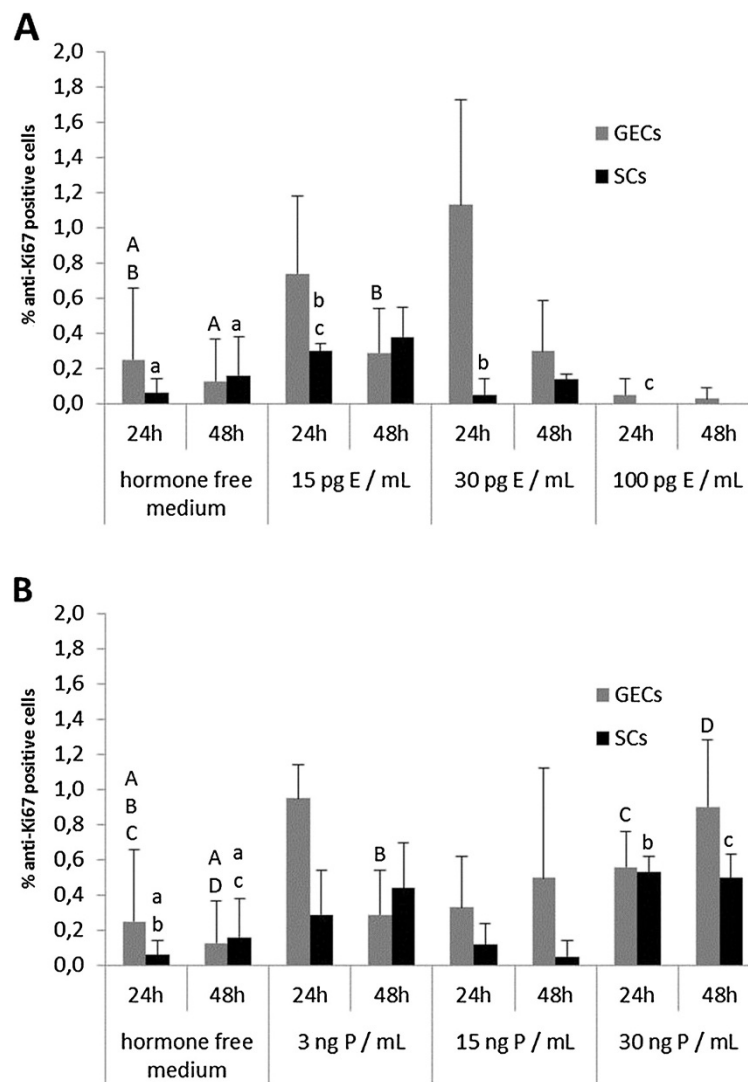 A
% anti-Ki67 positive cells
2,0
1,8
1,6
1,4
1,2
1,0
0,8
0,6
0,4
0,2
0,0
GECs
SCs
A
B
a
A a
b
c
B
b
c
24h 48h 24h 48h 24h 48h 24h 48h
hormone free medium
15 pg E / mL
30 pg E / mL
100 pg E / mL
B
% anti-Ki67 positive cells
2,0
1,8
1,6
1,4
1,2
1,0
0,8
0,6
0,4
0,2
0,0
GECs
SCs
A
B
C
a
b
A
D
a
c
B
C
b
D
c
24h 48h 24h 48h 24h 48h 24h 48h
hormone free
medium
3 ng P / mL
15 ng P / mL
30 ng P / mL